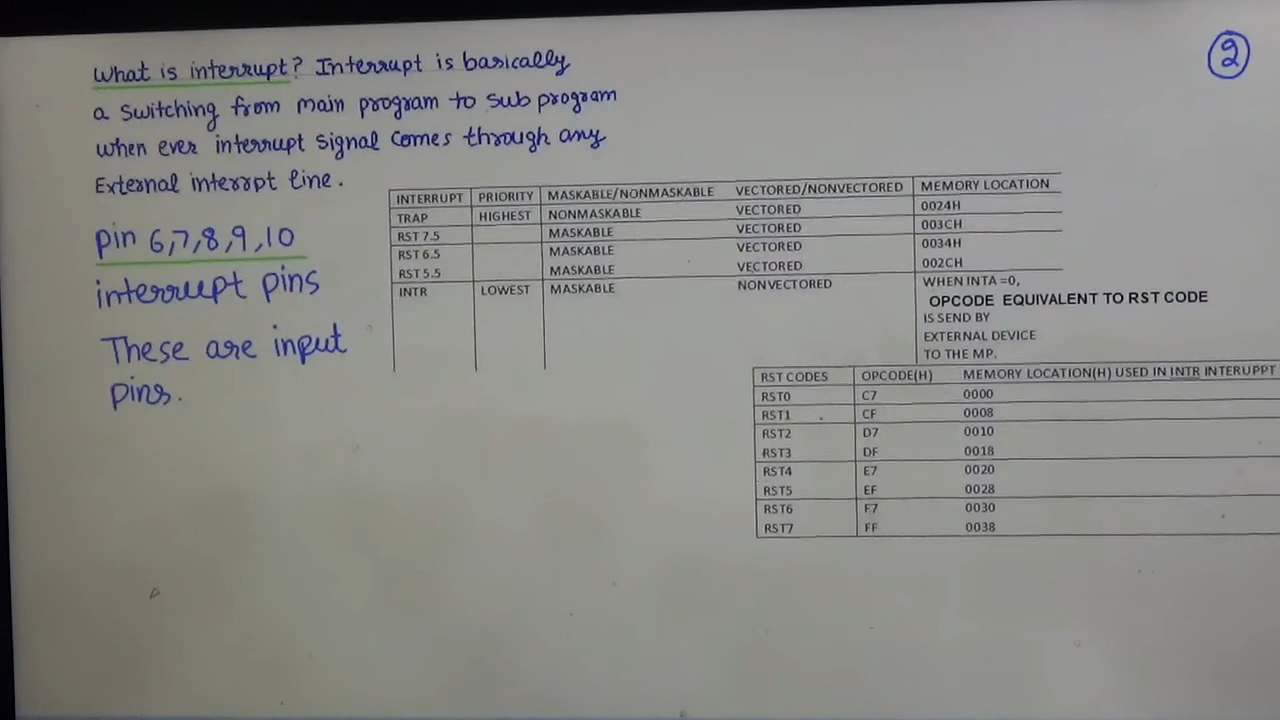 What is interrupt? Interrupt is basically
a switching from main program to sub program
when ever interrupt signal comes through any
External interrpt line.
pin 6,7,8,9,10
interrupt pins
These are input
pins.
2
INTERRUPT PRIORITY MASKABLE/NONMASKABLE VECTORED/NONVECTORED MEMORY LOCATION
TRAP HIGHEST NONMASKABLE VECTORED 0024H
RST 7.5 MASKABLE VECTORED 003CH
RST 6.5 MASKABLE VECTORED 0034H
RST 5.5 MASKABLE VECTORED 002CH
INTR LOWEST MASKABLE NONVECTORED WHEN INTA =0,
OPCODE EQUIVALENT TO RST CODE
IS SEND BY
EXTERNAL DEVICE
TO THE MP.
RST CODES OPCODE(H) MEMORY LOCATION(H) USED IN INTR INTERUPPT
RST0 C7 0000
RST1 CF 0008
RST2 D7 0010
RST3 DF 0018
RST4 E7 0020
RST5 EF 0028
RST6 F7 0030
RST7 FF 0038